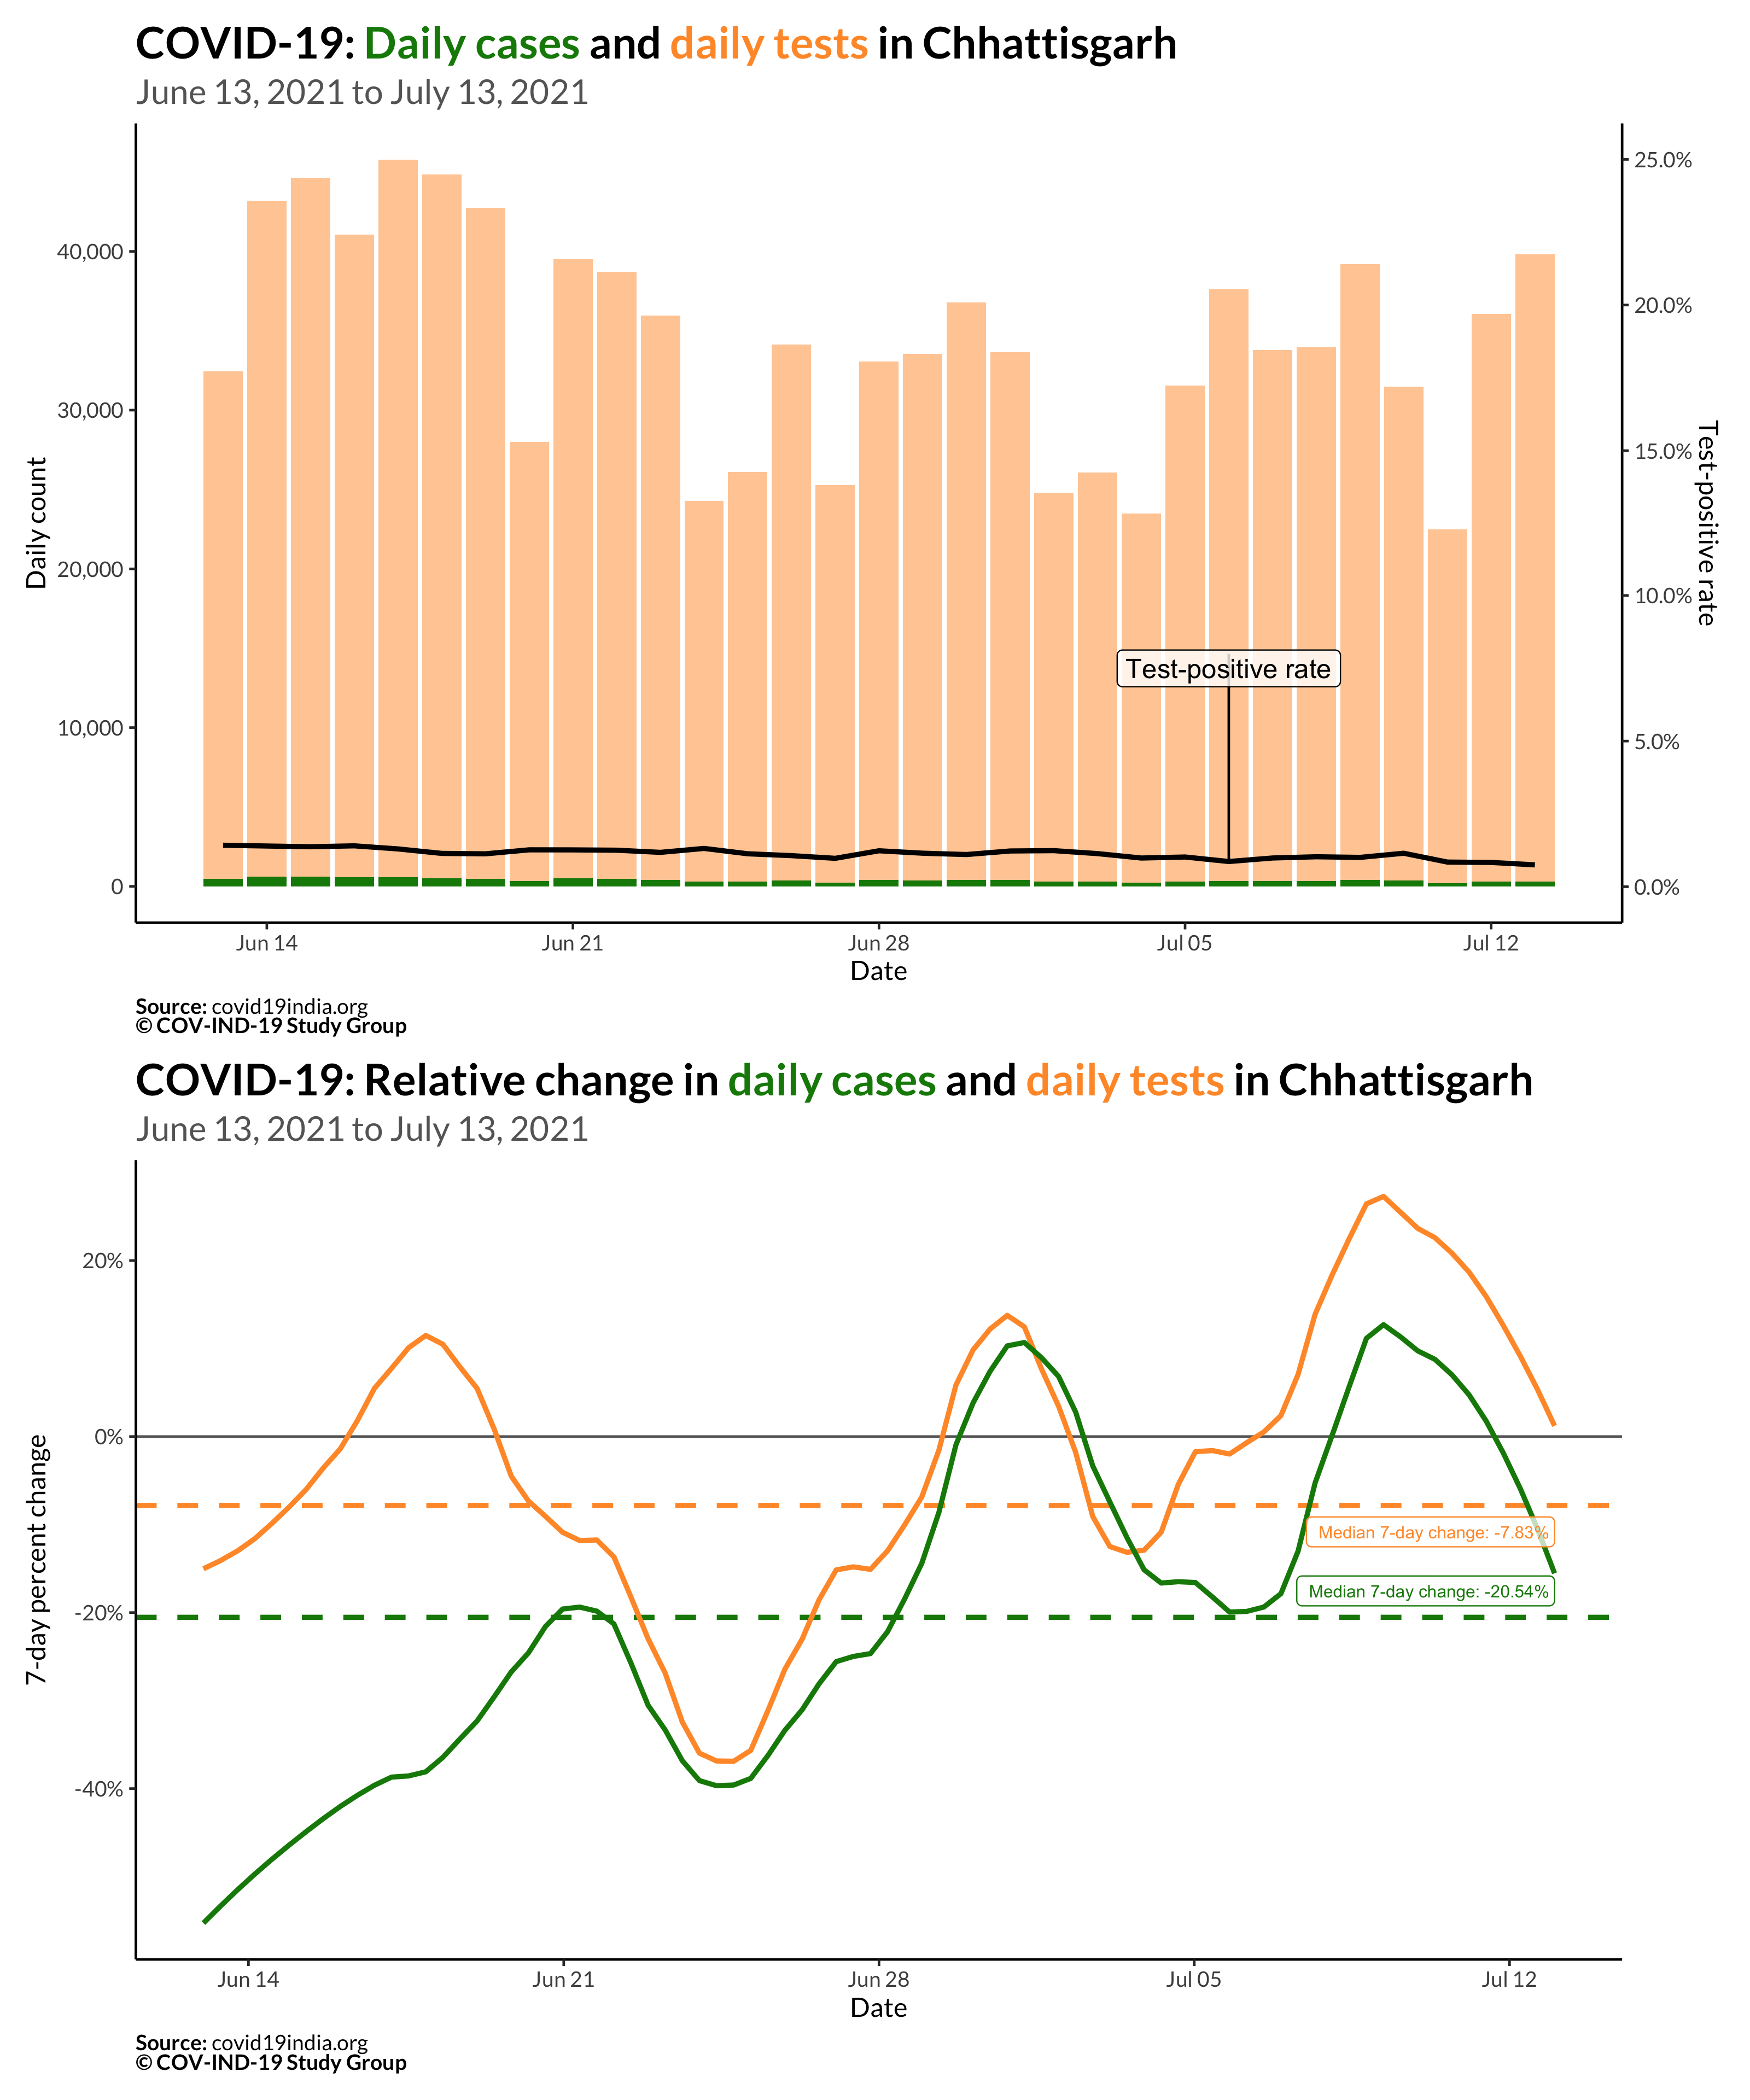 COVID-19: Daily cases and daily tests in Chhattisgarh
June 13, 2021 to July 13, 2021
25.0%
40,000
20.0%
30,000
15.0%
Test-positive rate
Daily count
20,000
10.0%
Test-positive rate
10,000
5.0%
0
0.0%
Jun 14
Jun 21
Jun 28
Jul 05
Jul 12
Date
Source: covid19india.org
© COV-IND-19 Study Group
COVID-19: Relative change in daily cases and daily tests in Chhattisgarh
June 13, 2021 to July 13, 2021
20%
0%
7-day percent change
Median 7-day change: -7.83%
Median 7-day change: -20.54%
-20%
-40%
Jun 14
Jun 21
Jun 28
Jul 05
Jul 12
Date
Source: covid19india.org
© COV-IND-19 Study Group